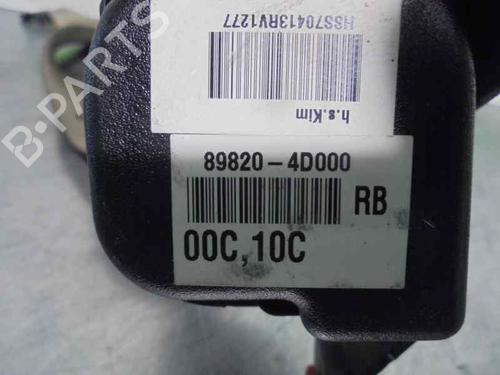 HSS70413RV1277
h.s.Kim
89820-4D000
RB
00C,10C
B-PARTS